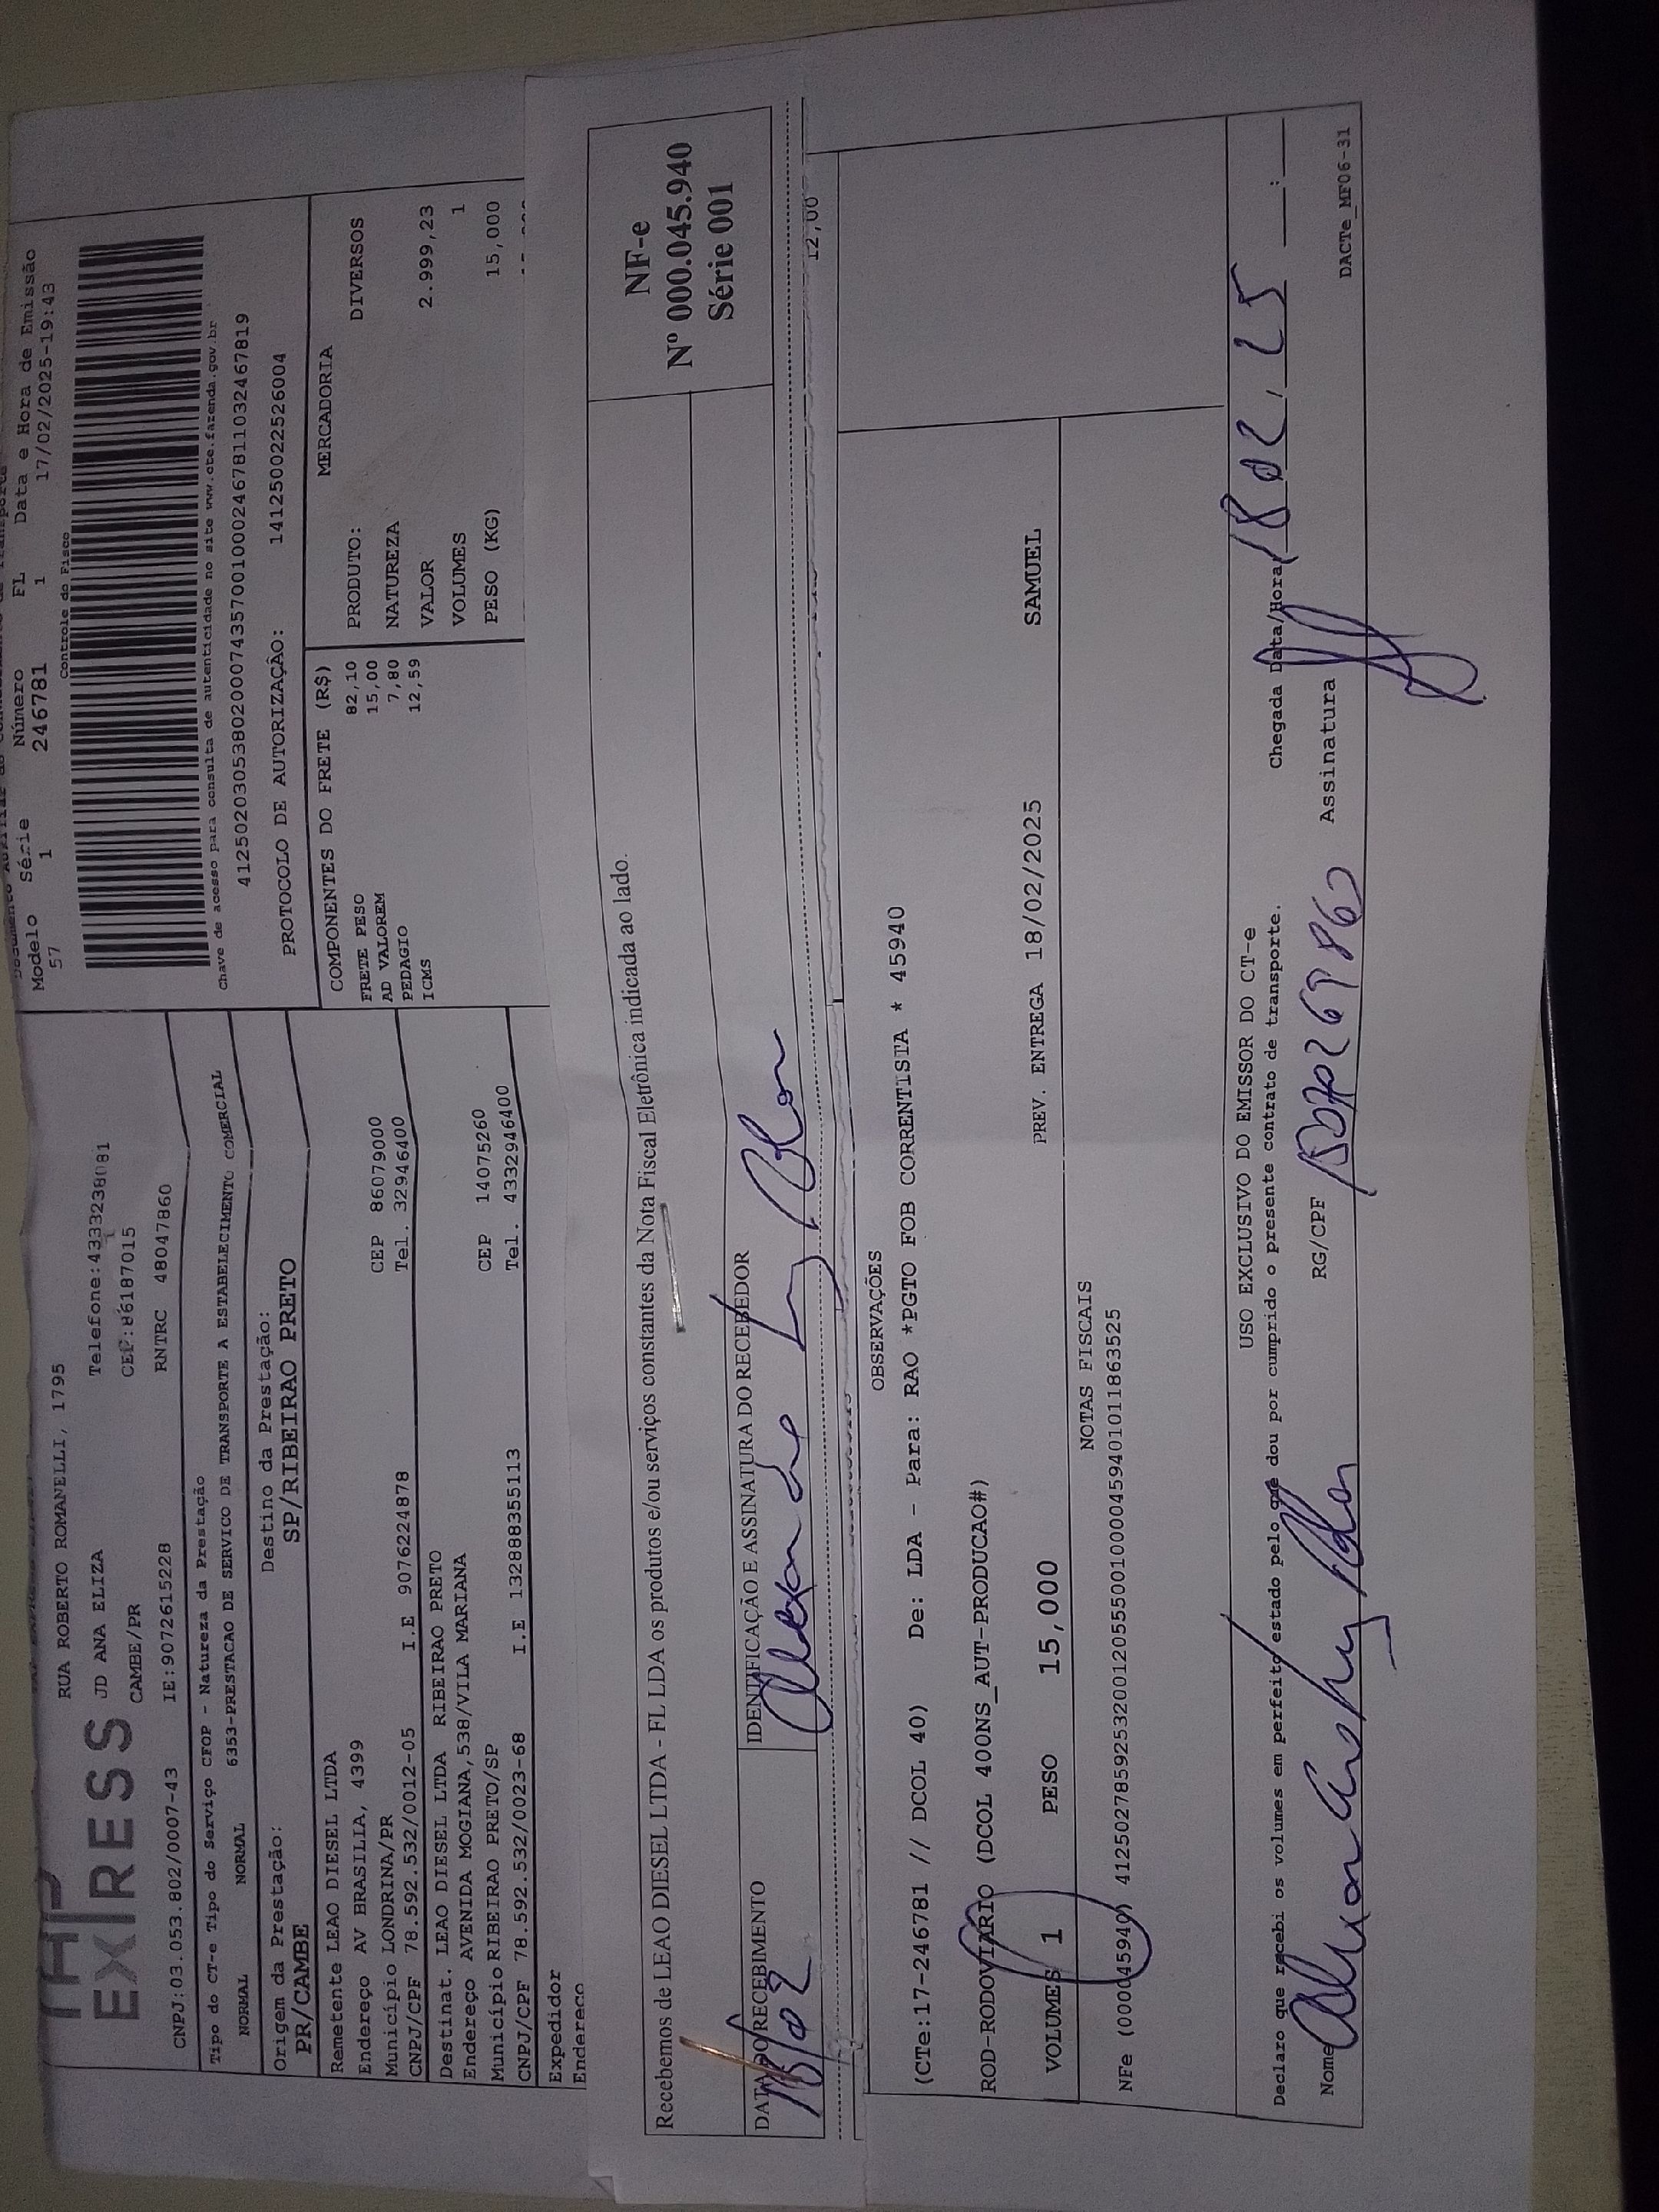 EXPRESS
RUA ROBERTO ROMANELLI, 1795
JD ANA ELIZA Telefone:4333238081
CAMBE/PR CEP:86187015
CNPJ:03.053.802/0007-43 IE:9072615228 RNTRC 48047860
Modelo Série Número FL Data e Hora de Emissão
57 1 246781 1 17/02/2025-19:43
Controle do Fisco
Chave de acesso para consulta de autenticidade no site www.cte.fazenda.gov.br
41250203053802000743570010002467811032467819
PROTOCOLO DE AUTORIZAÇÃO: 141250022526004
Tipo do CT-e Tipo do Serviço CFOP - Natureza da Prestação
NORMAL NORMAL 6353-PRESTACAO DE SERVICO DE TRANSPORTE A ESTABELECIMENTO COMERCIAL
Origem da Prestação: Destino da Prestação:
PR/CAMBE SP/RIBEIRAO PRETO
Remetente LEAO DIESEL LTDA
Endereço AV BRASILIA, 4399 CEP 86079000
Município LONDRINA/PR Tel. 32946400
CNPJ/CPF 78.592.532/0012-05 I.E 9076224878
Destinat. LEAO DIESEL LTDA RIBEIRAO PRETO
Endereço AVENIDA MOGIANA,538/VILA MARIANA CEP 14075260
Município RIBEIRAO PRETO/SP Tel. 4332946400
CNPJ/CPF 78.592.532/0023-68 I.E 132888355113
Expedidor
Endereço
COMPONENTES DO FRETE (R$)
FRETE PESO 82,10
AD VALOREM 15,00
PEDAGIO 7,80
ICMS 12,59
MERCADORIA
PRODUTO: DIVERSOS
NATUREZA
VALOR 2.999,23
VOLUMES 1
PESO (KG) 15,000
Recebemos de LEAO DIESEL LTDA - FL LDA os produtos e/ou serviços constantes da Nota Fiscal Eletrônica indicada ao lado.
NF-e
Nº 000.045.940
Série 001
DATA DO RECEBIMENTO IDENTIFICAÇÃO E ASSINATURA DO RECEBEDOR
18/02
12,00
OBSERVAÇÕES
(CTe:17-246781 // DCOL 40) De: LDA - Para: RAO *PGTO FOB CORRENTISTA * 45940
ROD-RODOVIARIO (DCOL 400NS_AUT-PRODUCAO#)
VOLUMES 1 PESO 15,000 PREV. ENTREGA 18/02/2025 SAMUEL
NOTAS FISCAIS
NFe (000045940) 41250278592532001205550010000459401011863525
USO EXCLUSIVO DO EMISSOR DO CT-e
Declaro que recebi os volumes em perfeito estado pelo que dou por cumprido o presente contrato de transporte. Chegada Data/Hora 18 02, 25 :
Nome RG/CPF Assinatura
DACTe_MF06-31